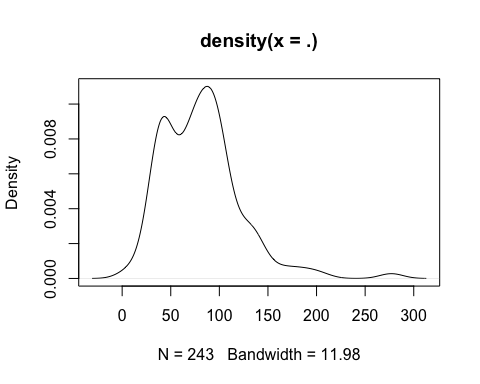 density(x = .)
Density
0.008
0.004
0.000
0 50 100 150 200 250 300
N = 243 Bandwidth = 11.98